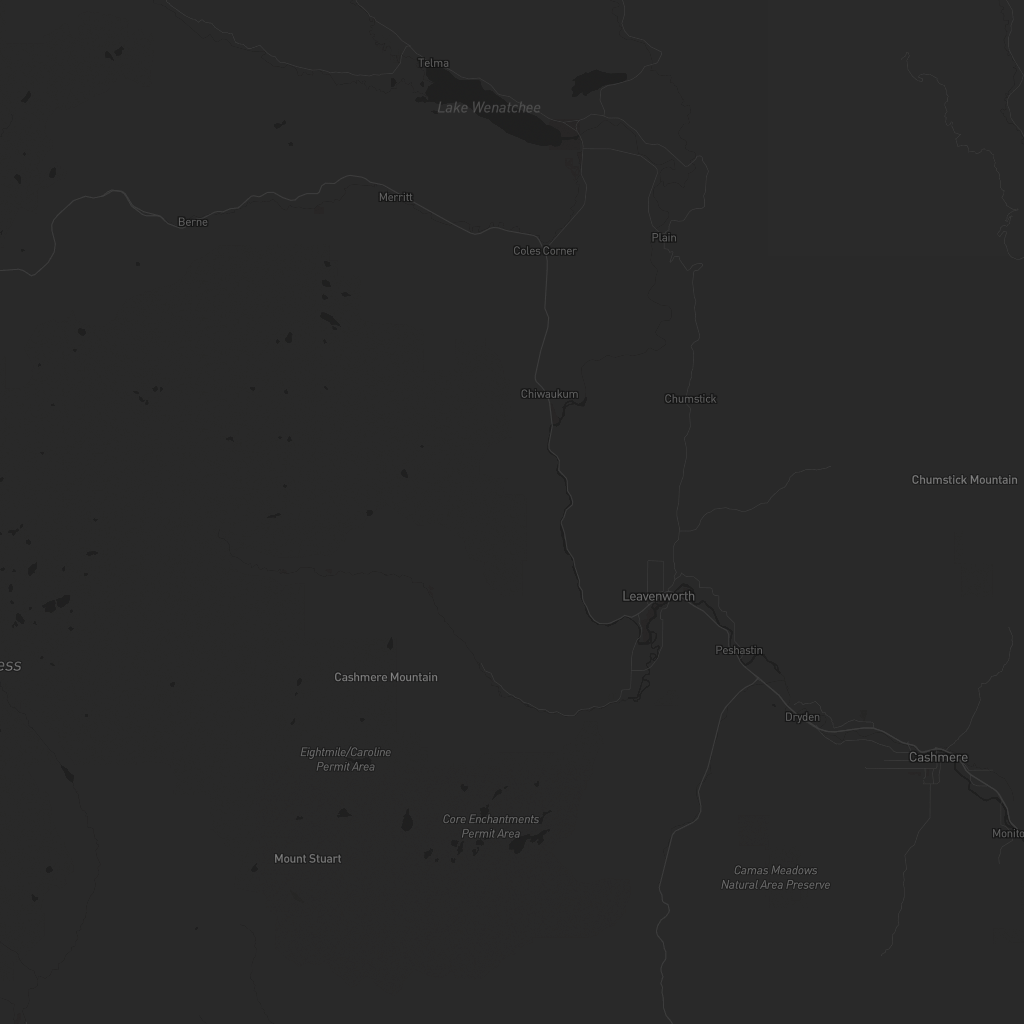 Telma
Lake Wenatchee
Merritt
Berne
Plain
Coles Corner
Chiwaukum
Chumstick
Chumstick Mountain
Leavenworth
Peshastin
ess
Cashmere Mountain
Dryden
Eightmile/Caroline
Permit Area
Cashmere
Core Enchantments
Permit Area
Monito
Mount Stuart
Camas Meadows
Natural Area Preserve